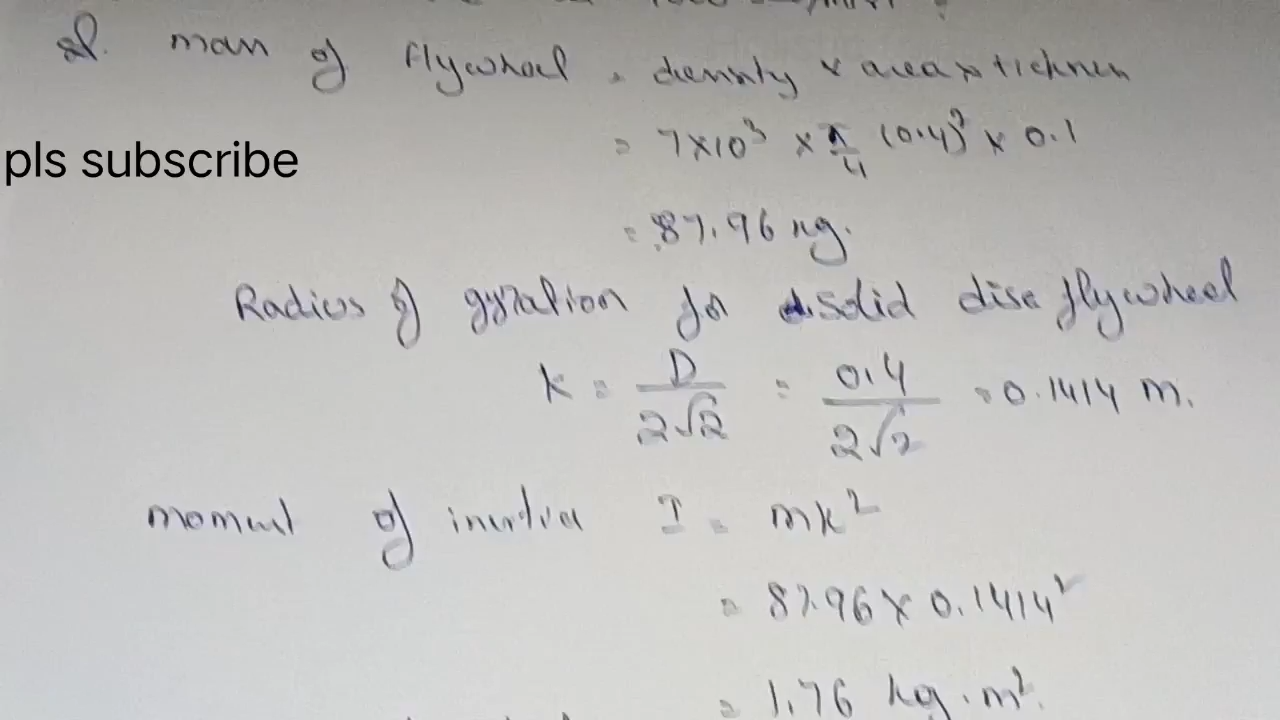 sol. mass of flywheel = density × area × tickness
= 7×10³ × π/4 (0.4)² × 0.1
pls subscribe
= 87.96 kg.
Radius of gyration for solid disc flywheel
K = D/2√2 = 0.4/2√2 = 0.1414 m.
moment of inertia I = mk²
= 87.96 × 0.1414²
= 1.76 kg.m².